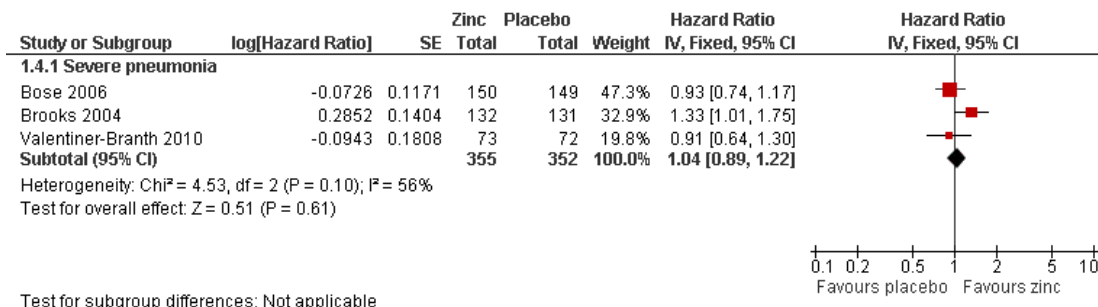 Zinc Placebo Hazard Ratio Hazard Ratio
Study or Subgroup log[Hazard Ratio] SE Total Total Weight IV, Fixed, 95% CI IV, Fixed, 95% CI
1.4.1 Severe pneumonia
Bose 2006 -0.0726 0.1171 150 149 47.3% 0.93 [0.74, 1.17]
Brooks 2004 0.2852 0.1404 132 131 32.9% 1.33 [1.01, 1.75]
Valentiner-Branth 2010 -0.0943 0.1808 73 72 19.8% 0.91 [0.64, 1.30]
Subtotal (95% CI) 355 352 100.0% 1.04 [0.89, 1.22]
Heterogeneity: Chi² = 4.53, df = 2 (P = 0.10); I² = 56%
Test for overall effect: Z = 0.51 (P = 0.61)
0.1 0.2 0.5 1 2 5 10
Favours placebo Favours zinc
Test for subgroup differences: Not applicable